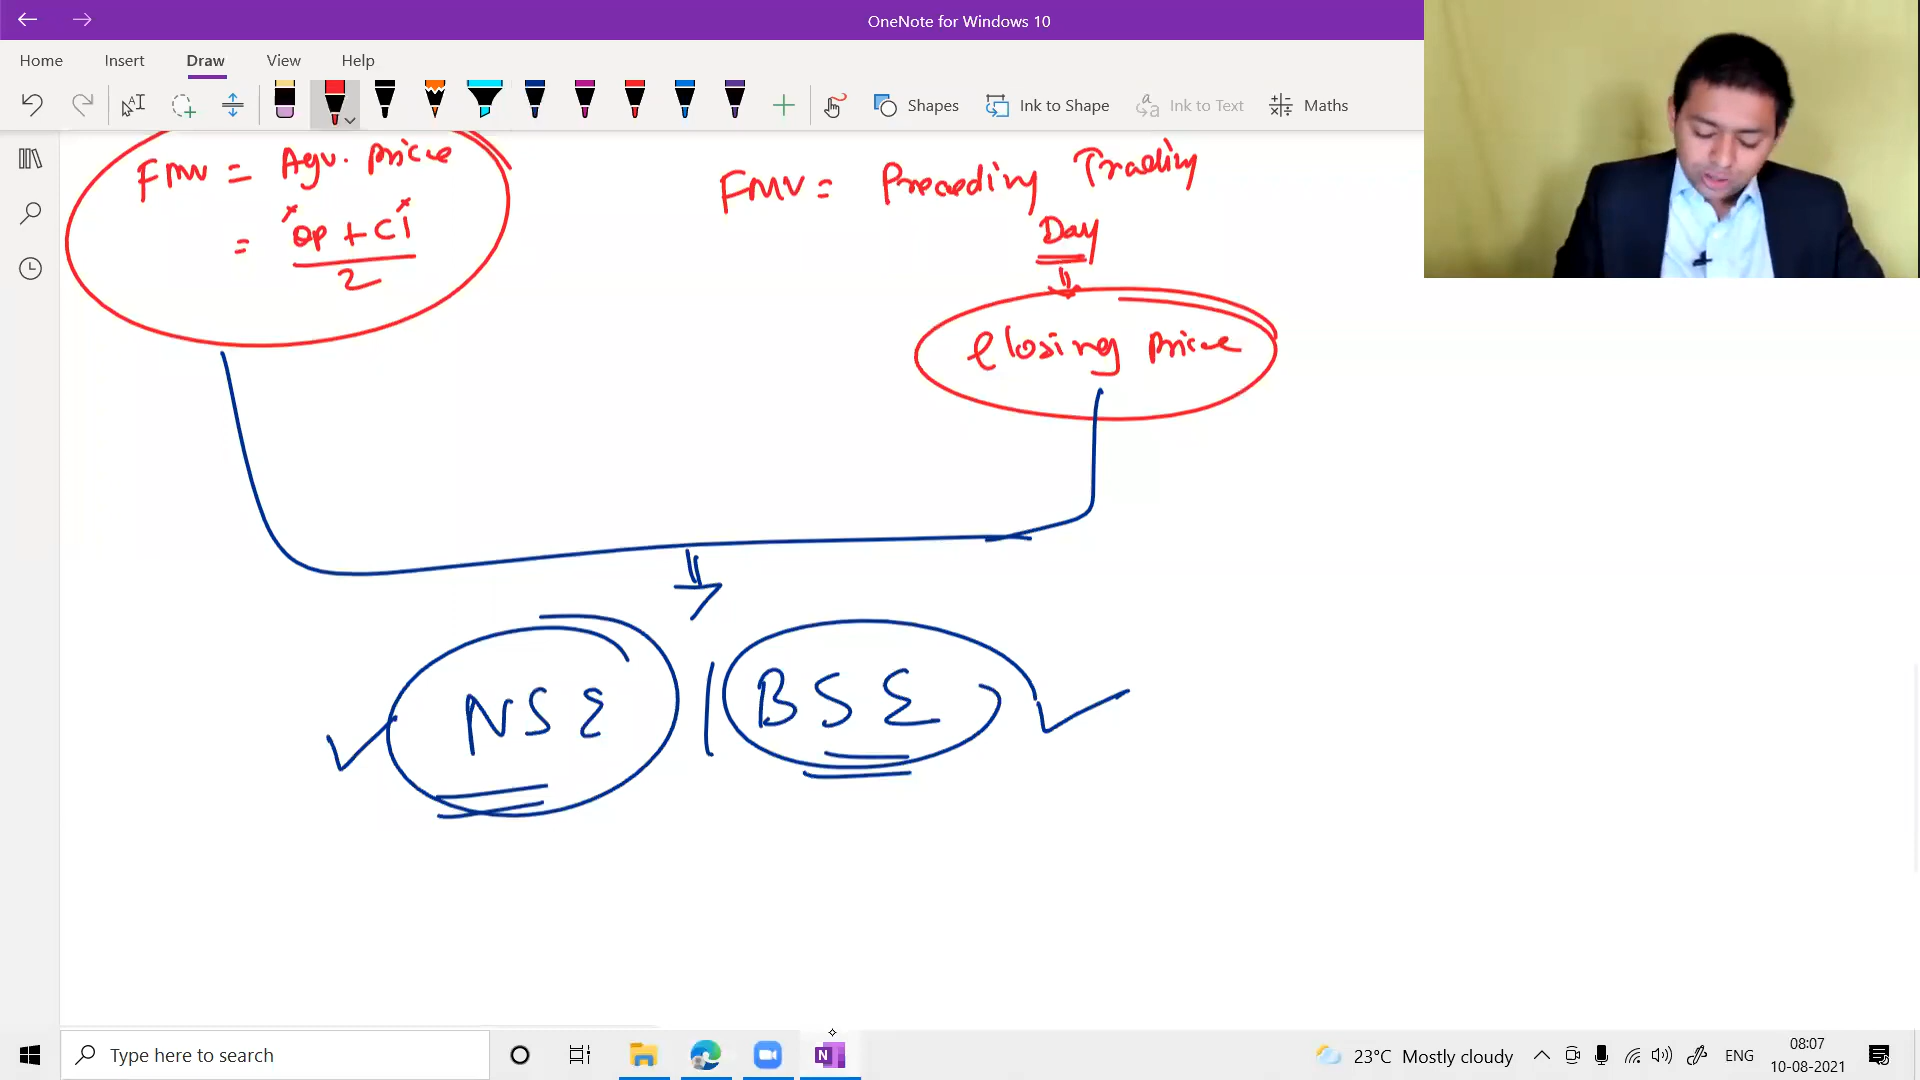 OneNote for Windows 10
Home Insert Draw View Help
Shapes Ink to Shape Ink to Text Maths
FMV = Agv. price
= op + cl
2
FMV = Preceding Trading
Day
Closing price
NSE | BSE
Type here to search
23°C Mostly cloudy
ENG
08:07
10-08-2021